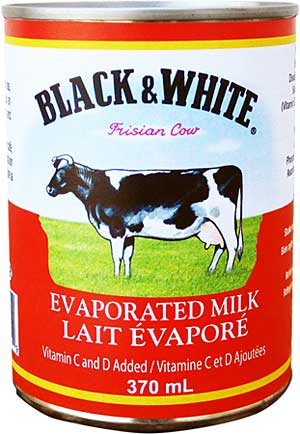 BLACK & WHITE®
Frisian Cow
EVAPORATED MILK
LAIT ÉVAPORÉ
Vitamin C and D Added / Vitamine C et D Ajoutées
370 mL